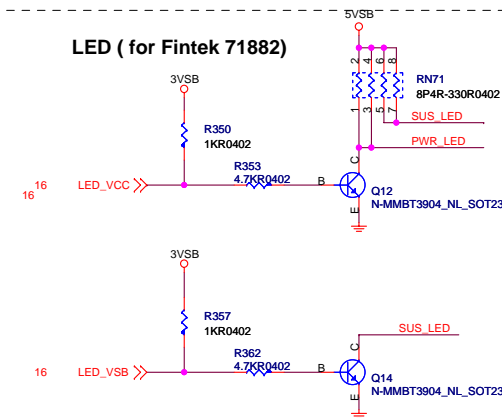 LED ( for Fintek 71882)
5VSB
2 4 6 8
RN71
8P4R-330R0402
1 3 5 7
SUS_LED
PWR_LED
3VSB
R350
1KR0402
R353
4.7KR0402
16 LED_VCC
16
B
C
E
Q12
N-MMBT3904_NL_SOT23
3VSB
R357
1KR0402
SUS_LED
R362
4.7KR0402
16 LED_VSB
B
C
E
Q14
N-MMBT3904_NL_SOT23